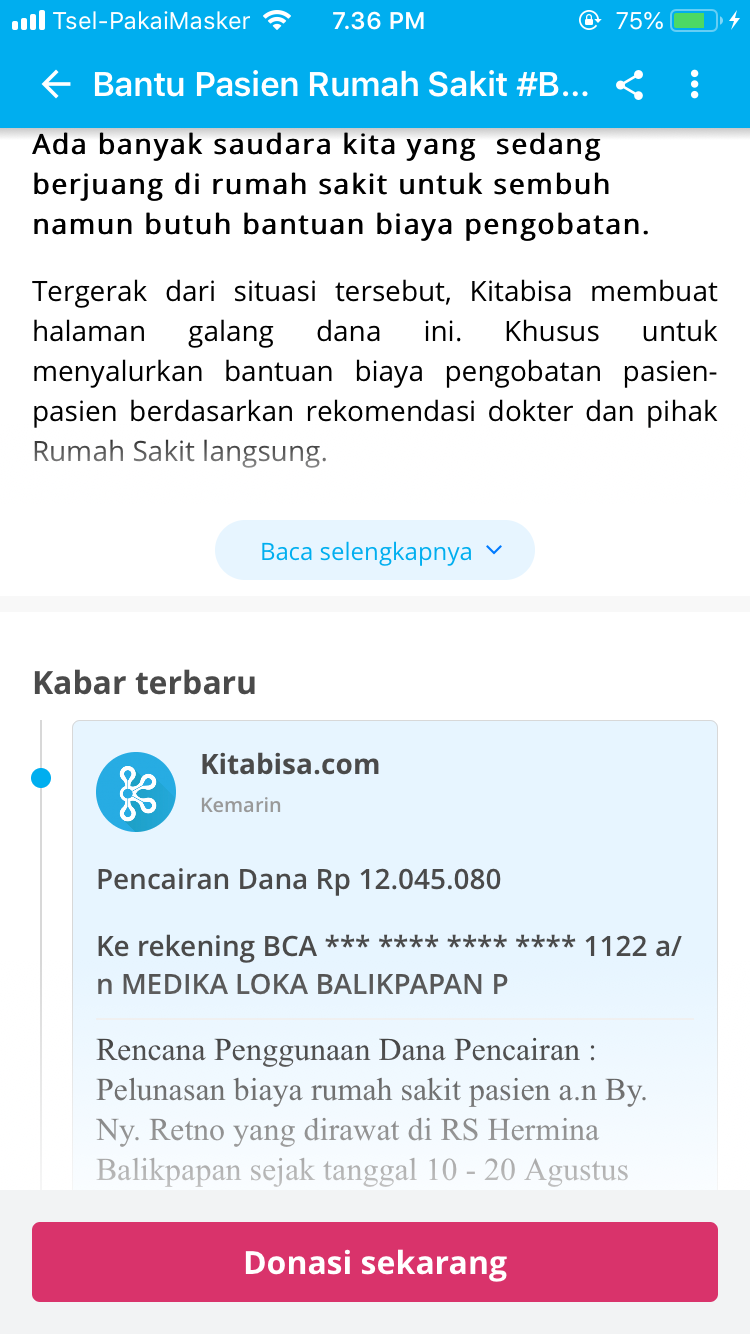 Tsel-PakaiMasker 7.36 PM 75%
Bantu Pasien Rumah Sakit #B...
Ada banyak saudara kita yang sedang
berjuang di rumah sakit untuk sembuh
namun butuh bantuan biaya pengobatan.
Tergerak dari situasi tersebut, Kitabisa membuat
halaman galang dana ini. Khusus untuk
menyalurkan bantuan biaya pengobatan pasien-
pasien berdasarkan rekomendasi dokter dan pihak
Rumah Sakit langsung.
Baca selengkapnya
Kabar terbaru
Kitabisa.com
Kemarin
Pencairan Dana Rp 12.045.080
Ke rekening BCA *** **** **** **** 1122 a/
n MEDIKA LOKA BALIKPAPAN P
Rencana Penggunaan Dana Pencairan :
Pelunasan biaya rumah sakit pasien a.n By.
Ny. Retno yang dirawat di RS Hermina
Balikpapan sejak tanggal 10 - 20 Agustus
Donasi sekarang